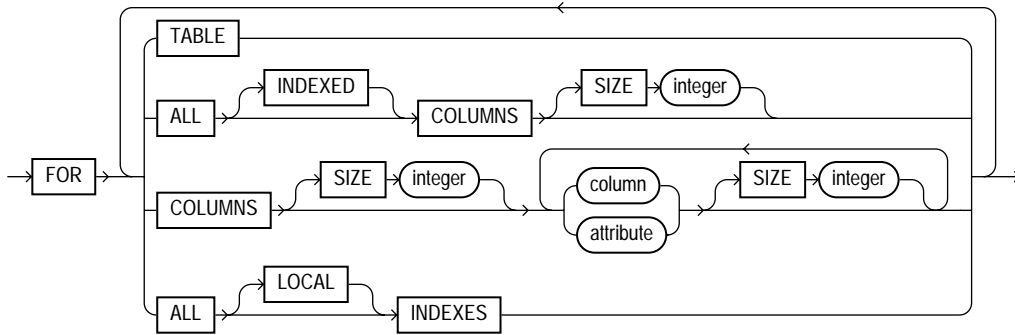 TABLE
INDEXED SIZE integer
ALL COLUMNS
FOR SIZE integer column SIZE integer
COLUMNS attribute
LOCAL
ALL INDEXES